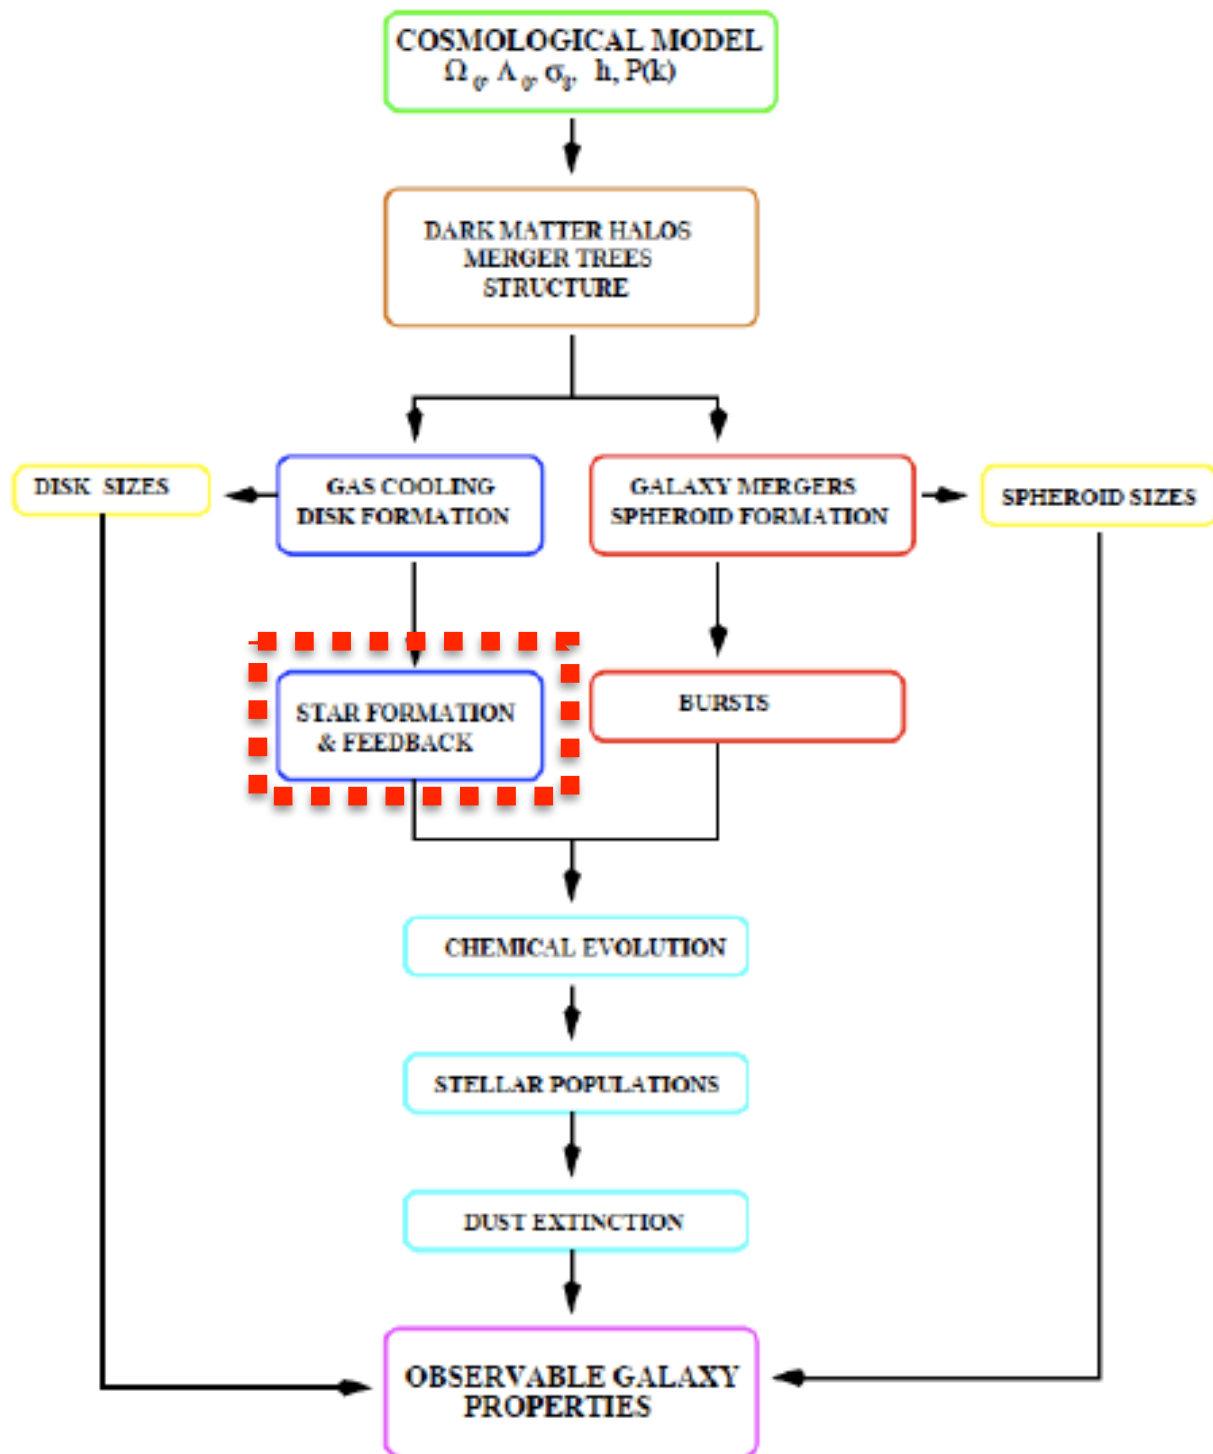 COSMOLOGICAL MODEL
Ω₀, Λ₀, σ₈, h, P(k)
DARK MATTER HALOS
MERGER TREES
STRUCTURE
DISK SIZES
GAS COOLING
DISK FORMATION
GALAXY MERGERS
SPHEROID FORMATION
SPHEROID SIZES
STAR FORMATION
& FEEDBACK
BURSTS
CHEMICAL EVOLUTION
STELLAR POPULATIONS
DUST EXTINCTION
OBSERVABLE GALAXY
PROPERTIES